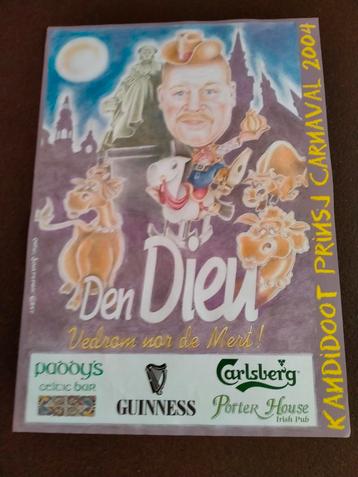 KANDIDOOT PRINSJ CARNAVAL 2004
Den Dieu
Vedrom nor de Mert!
paddy's
celtic bar
GUINNESS
Carlsberg
Porter House
Irish Pub